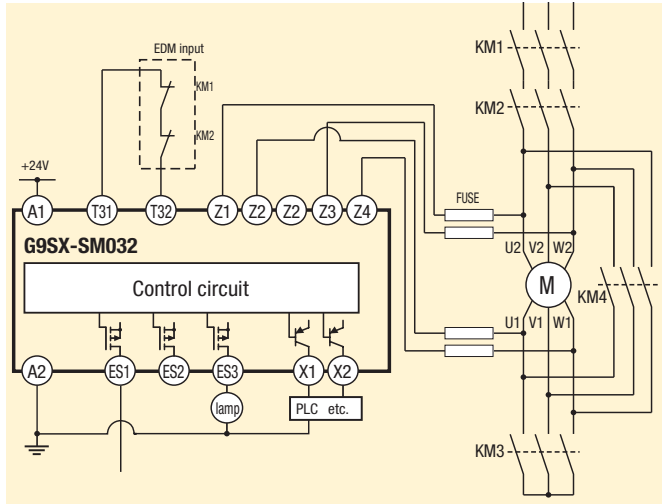 EDM input
KM1
KM2
+24V
A1 T31 T32 Z1 Z2 Z2 Z3 Z4
G9SX-SM032
Control circuit
A2 ES1 ES2 ES3 X1 X2
lamp
PLC etc.
KM1
KM2
FUSE
U2 V2 W2
M
KM4
U1 V1 W1
KM3